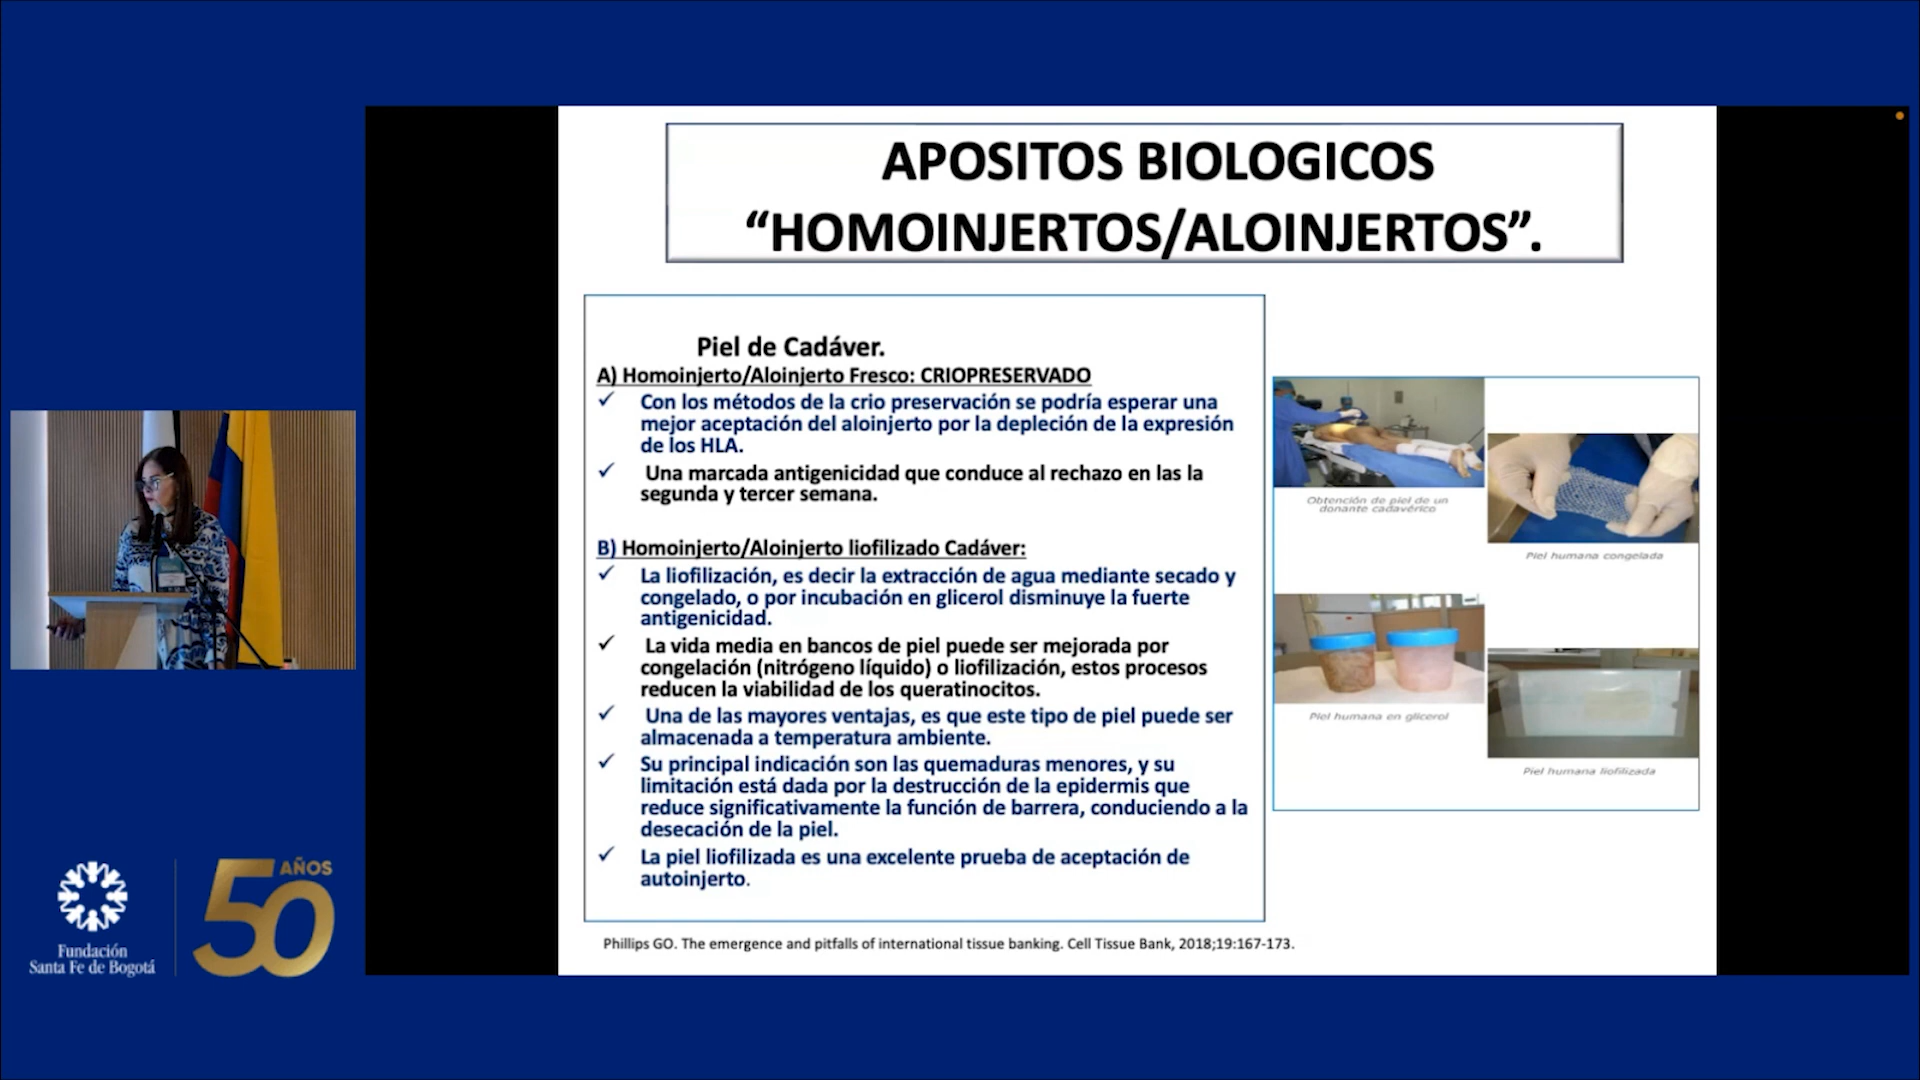 APOSITOS BIOLOGICOS
“HOMOINJERTOS/ALOINJERTOS”.
Piel de Cadáver.
A) Homoinjerto/Aloinjerto Fresco: CRIOPRESERVADO
✓ Con los métodos de la crio preservación se podría esperar una
mejor aceptación del aloinjerto por la depleción de la expresión
de los HLA.
✓ Una marcada antigenicidad que conduce al rechazo en las la
segunda y tercer semana.
B) Homoinjerto/Aloinjerto liofilizado Cadáver:
✓ La liofilización, es decir la extracción de agua mediante secado y
congelado, o por incubación en glicerol disminuye la fuerte
antigenicidad.
✓ La vida media en bancos de piel puede ser mejorada por
congelación (nitrógeno líquido) o liofilización, estos procesos
reducen la viabilidad de los queratinocitos.
✓ Una de las mayores ventajas, es que este tipo de piel puede ser
almacenada a temperatura ambiente.
✓ Su principal indicación son las quemaduras menores, y su
limitación está dada por la destrucción de la epidermis que
reduce significativamente la función de barrera, conduciendo a la
desecación de la piel.
✓ La piel liofilizada es una excelente prueba de aceptación de
autoinjerto.
Obtención de piel de un
donante cadavérico
Piel humana congelada
Piel humana en glicerol
Piel humana liofilizada
Phillips GO. The emergence and pitfalls of international tissue banking. Cell Tissue Bank, 2018;19:167-173.
Fundación
Santa Fe de Bogotá
50 AÑOS